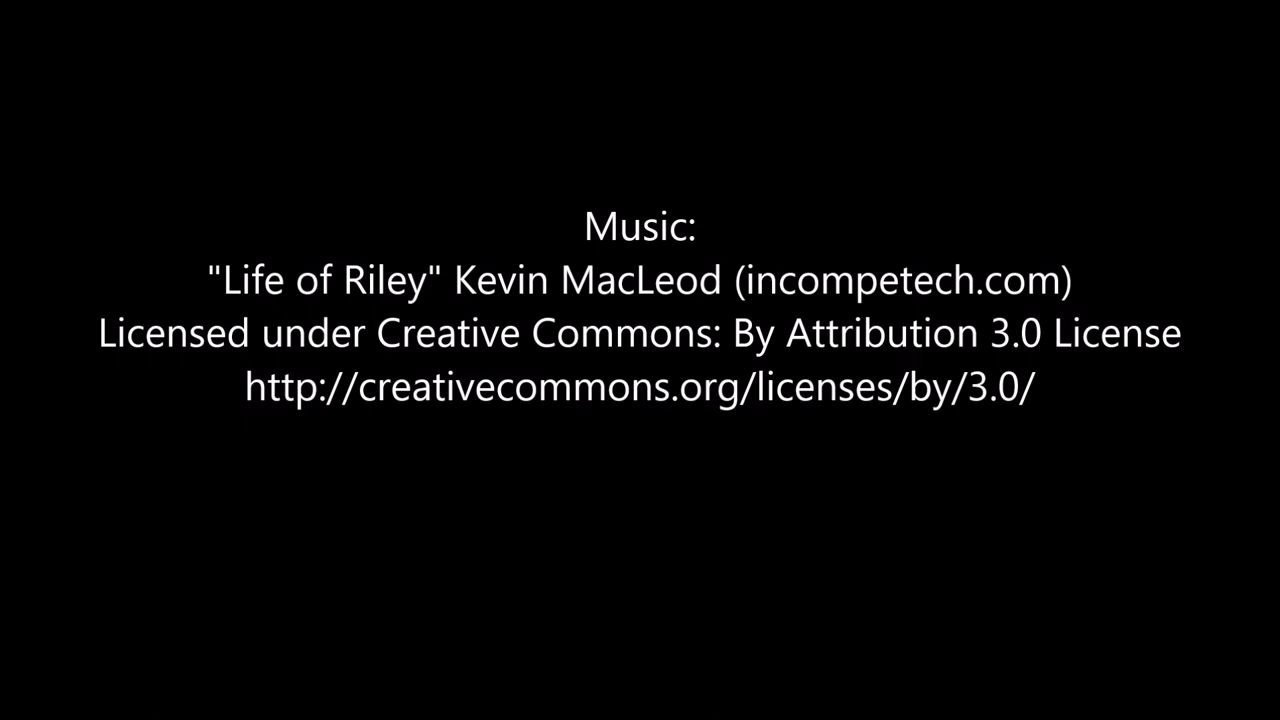 Music:
"Life of Riley" Kevin MacLeod (incompetech.com)
Licensed under Creative Commons: By Attribution 3.0 License
http://creativecommons.org/licenses/by/3.0/